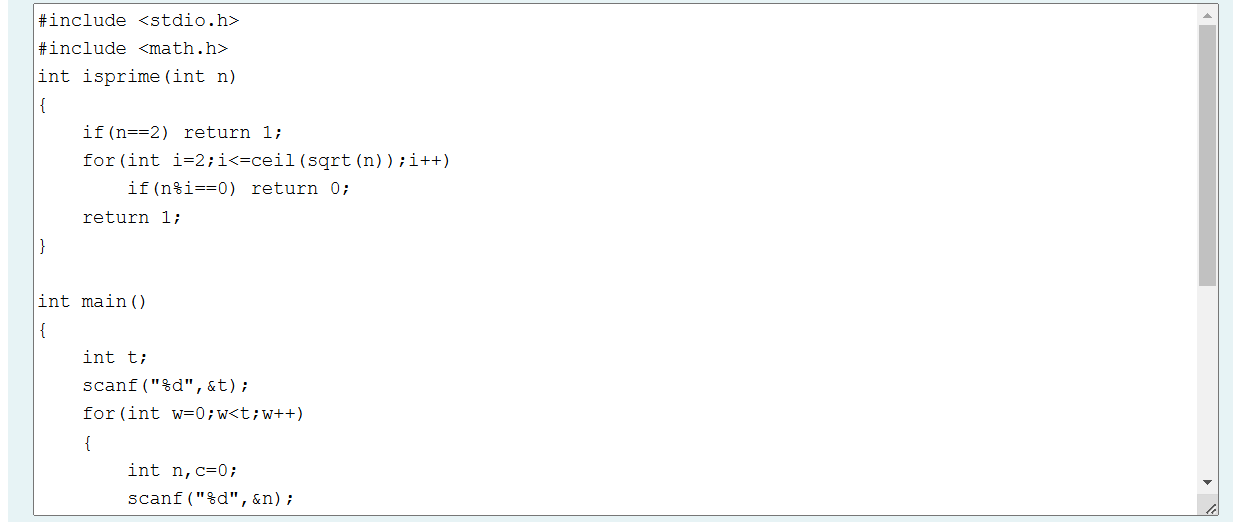 #include <stdio.h>
#include <math.h>
int isprime(int n)
{
    if(n==2) return 1;
    for(int i=2;i<=ceil(sqrt(n));i++)
        if(n%i==0) return 0;
    return 1;
}

int main()
{
    int t;
    scanf("%d",&t);
    for(int w=0;w<t;w++)
    {
        int n,c=0;
        scanf("%d",&n);